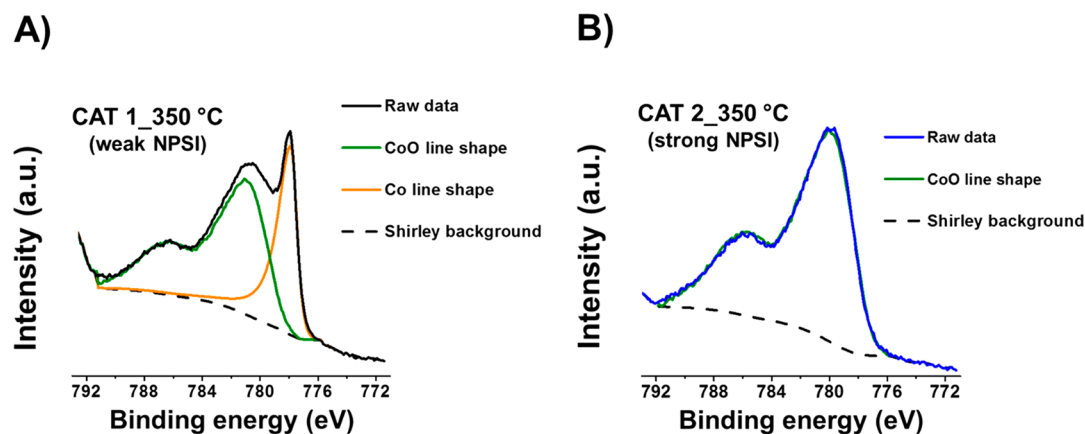 A)
CAT 1_350 °C
(weak NPSI)
Raw data
CoO line shape
Co line shape
Shirley background
Intensity (a.u.)
792 788 784 780 776 772
Binding energy (eV)
B)
CAT 2_350 °C
(strong NPSI)
Raw data
CoO line shape
Shirley background
Intensity (a.u.)
792 788 784 780 776 772
Binding energy (eV)